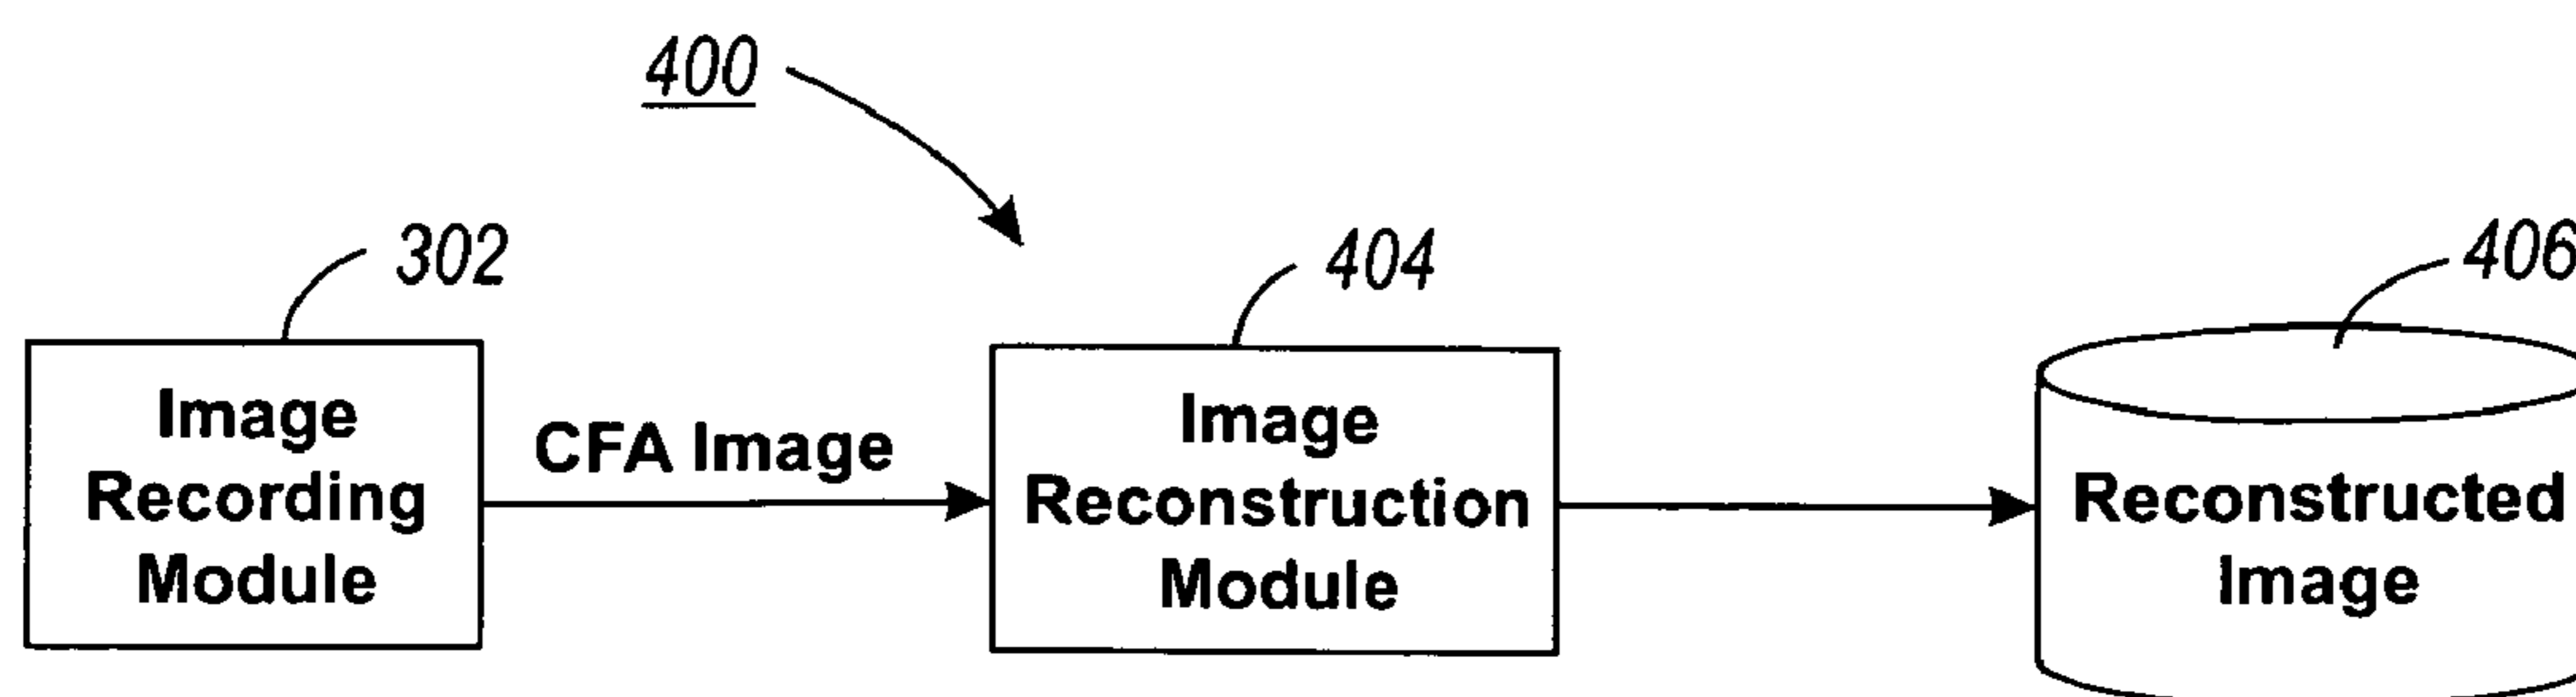 400
302
404
406
Image
Recording
Module
CFA Image
Image
Reconstruction
Module
Reconstructed
Image